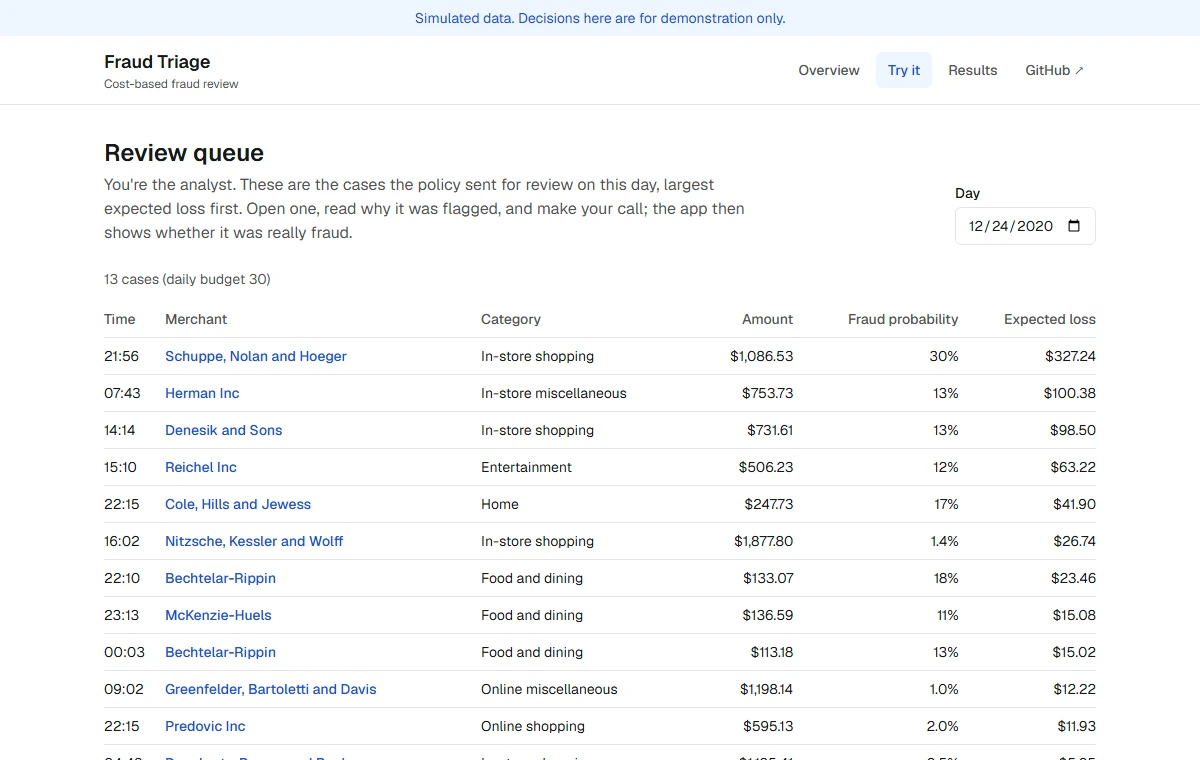 Simulated data. Decisions here are for demonstration only.
Fraud Triage
Cost-based fraud review
Overview Try it Results GitHub ↗
Review queue
You're the analyst. These are the cases the policy sent for review on this day, largest
expected loss first. Open one, read why it was flagged, and make your call; the app then
shows whether it was really fraud.
Day
12/24/2020
13 cases (daily budget 30)
Time Merchant Category Amount Fraud probability Expected loss
21:56 Schuppe, Nolan and Hoeger In-store shopping $1,086.53 30% $327.24
07:43 Herman Inc In-store miscellaneous $753.73 13% $100.38
14:14 Denesik and Sons In-store shopping $731.61 13% $98.50
15:10 Reichel Inc Entertainment $506.23 12% $63.22
22:15 Cole, Hills and Jewess Home $247.73 17% $41.90
16:02 Nitzsche, Kessler and Wolff In-store shopping $1,877.80 1.4% $26.74
22:10 Bechtelar-Rippin Food and dining $133.07 18% $23.46
23:13 McKenzie-Huels Food and dining $136.59 11% $15.08
00:03 Bechtelar-Rippin Food and dining $113.18 13% $15.02
09:02 Greenfelder, Bartoletti and Davis Online miscellaneous $1,198.14 1.0% $12.22
22:15 Predovic Inc Online shopping $595.13 2.0% $11.93